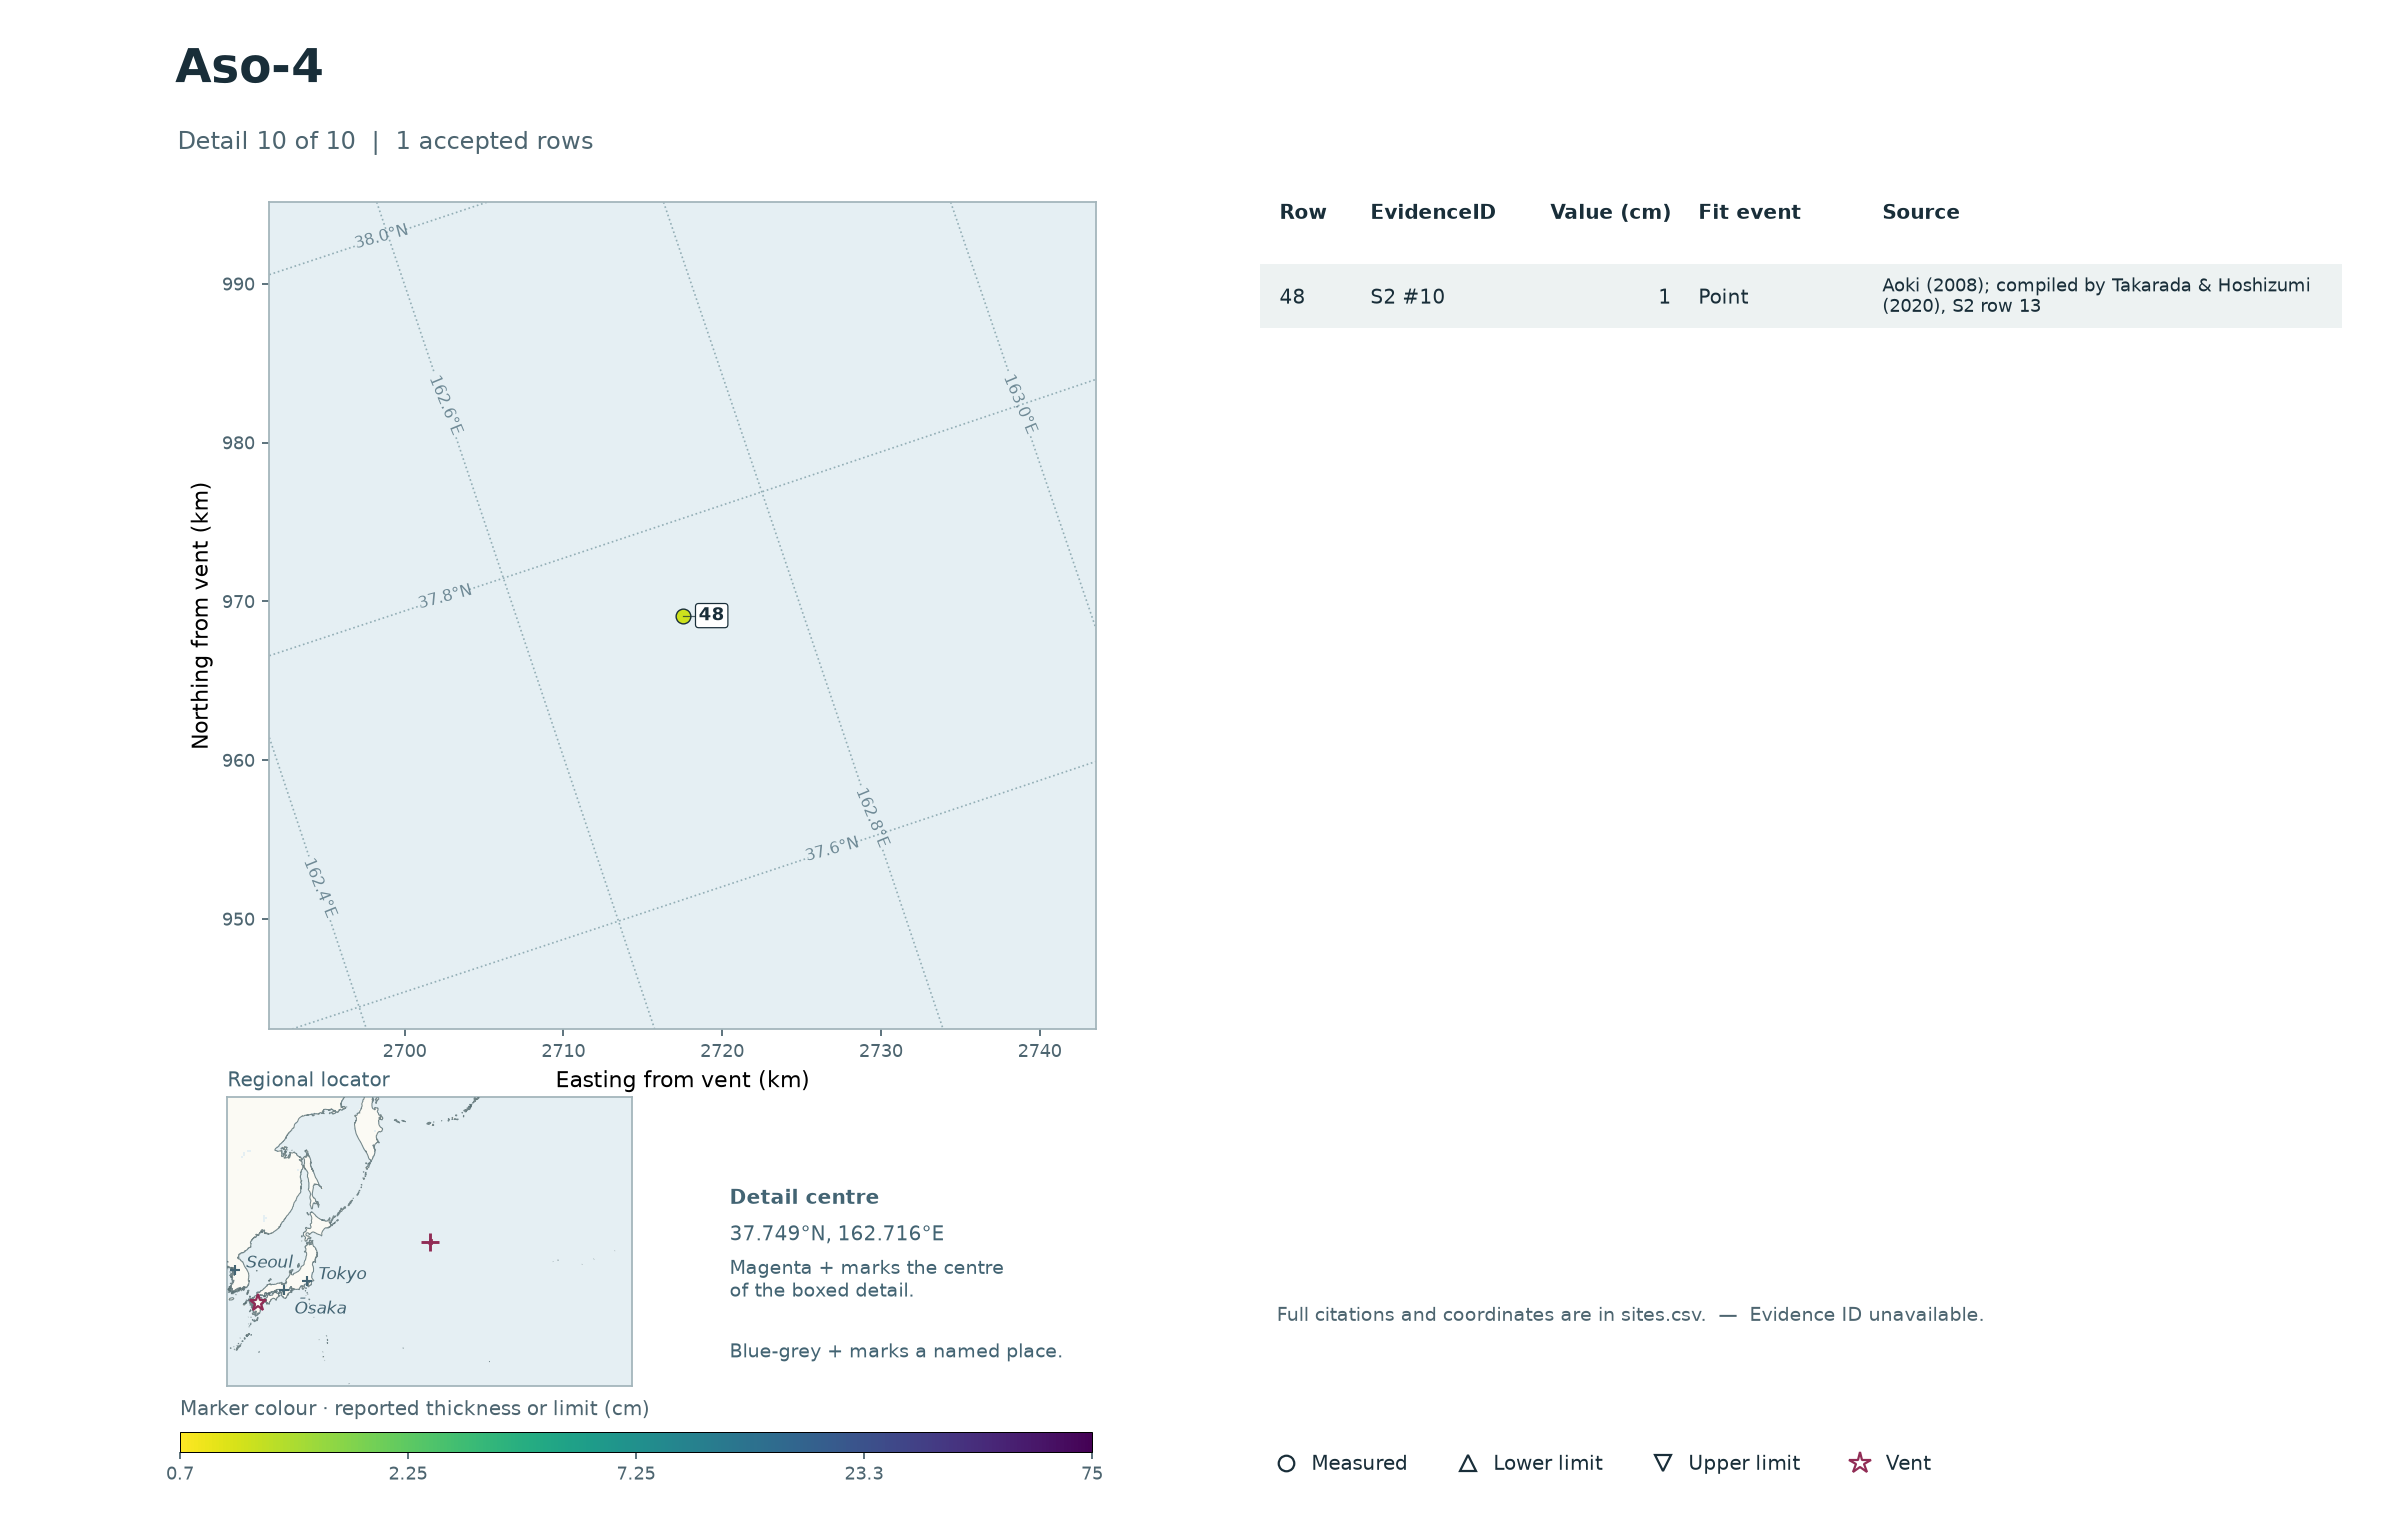 Aso-4
Detail 10 of 10 | 1 accepted rows
Row EvidenceID Value (cm) Fit event Source
48 S2 #10 1 Point Aoki (2008); compiled by Takarada & Hoshizumi
(2020), S2 row 13
38.0°N
990
162.6°E
163.0°E
980
37.8°N
970
48
Northing from vent (km)
960
162.8°E
37.6°N
162.4°E
950
2700 2710 2720 2730 2740
Easting from vent (km)
Regional locator
Seoul
Tokyo
Ōsaka
Detail centre
37.749°N, 162.716°E
Magenta + marks the centre
of the boxed detail.
Blue-grey + marks a named place.
Full citations and coordinates are in sites.csv. — Evidence ID unavailable.
Marker colour · reported thickness or limit (cm)
0.7 2.25 7.25 23.3 75
Measured Lower limit Upper limit Vent